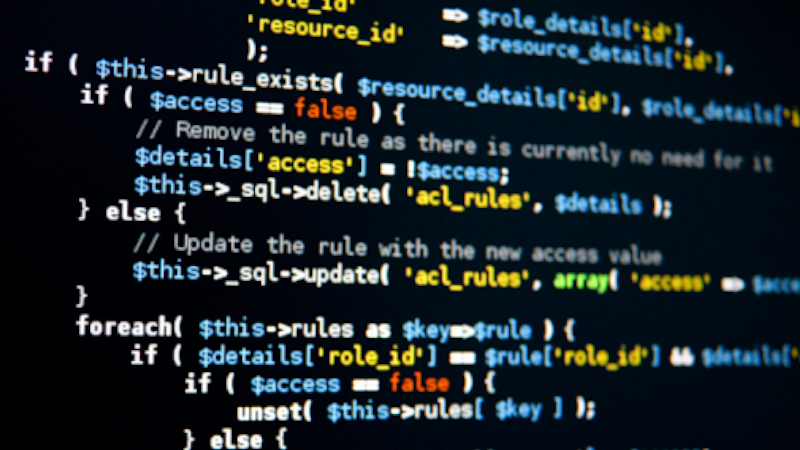 'role_id' => $role_details['id'],
'resource_id' => $resource_details['id'],
);
if ( $this->rule_exists( $resource_details['id'], $role_details['i
if ( $access == false ) {
// Remove the rule as there is currently no need for it
$details['access'] = !$access;
$this->_sql->delete( 'acl_rules', $details );
} else {
// Update the rule with the new access value
$this->_sql->update( 'acl_rules', array( 'access' => $acce
}
foreach( $this->rules as $key=>$rule ) {
if ( $details['role_id'] == $rule['role_id'] && $details['
if ( $access == false ) {
unset( $this->rules[ $key ] );
} else {